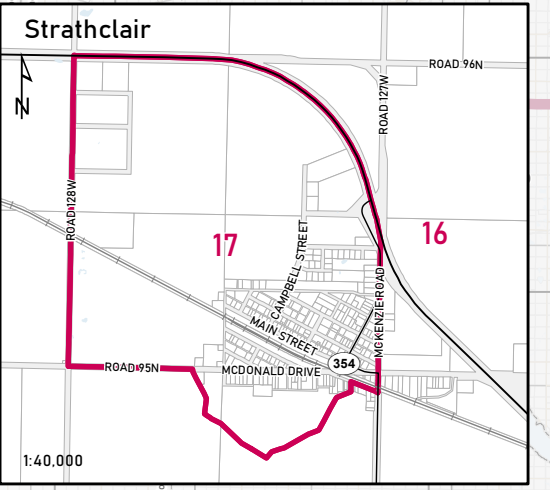 Strathclair
ROAD 96N
N
ROAD 127W
ROAD 128W
17
16
CAMPBELL STREET
MCKENZIE ROAD
MAIN STREET
354
ROAD 95N
MCDONALD DRIVE
1:40,000